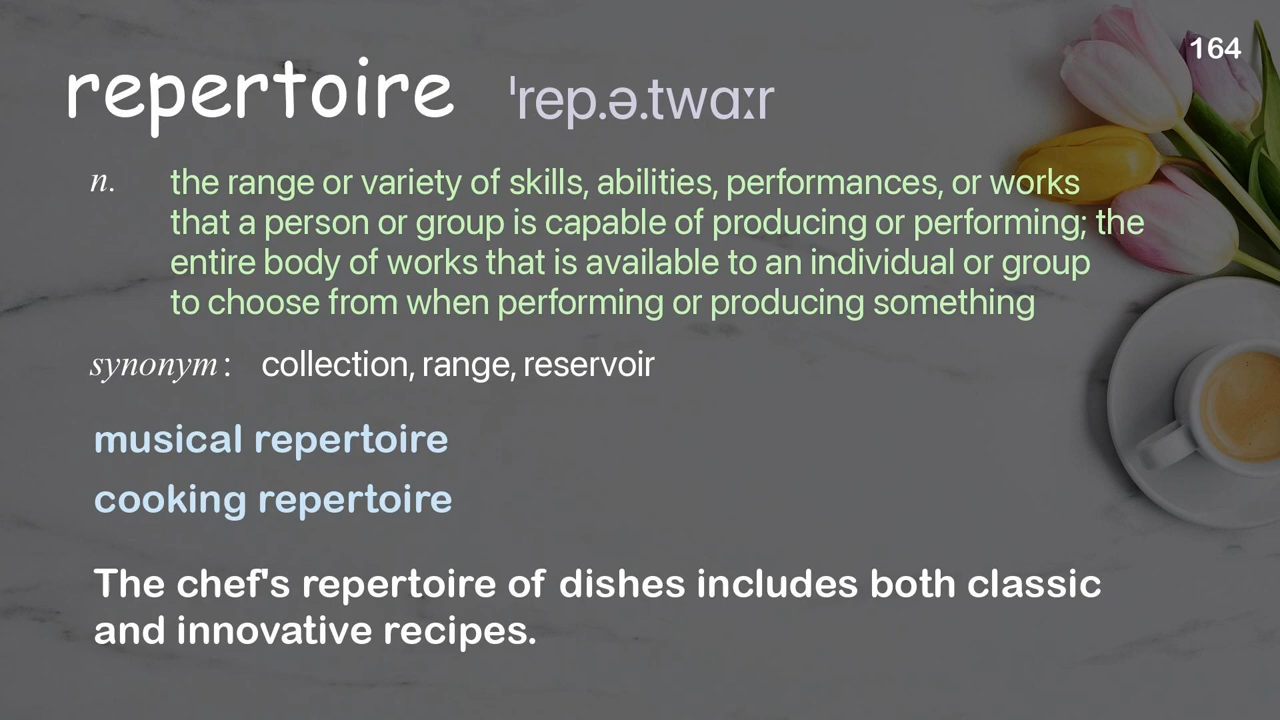 164
repertoire ˈrep.ə.twɑːr
n. the range or variety of skills, abilities, performances, or works
that a person or group is capable of producing or performing; the
entire body of works that is available to an individual or group
to choose from when performing or producing something
synonym : collection, range, reservoir
musical repertoire
cooking repertoire
The chef's repertoire of dishes includes both classic
and innovative recipes.